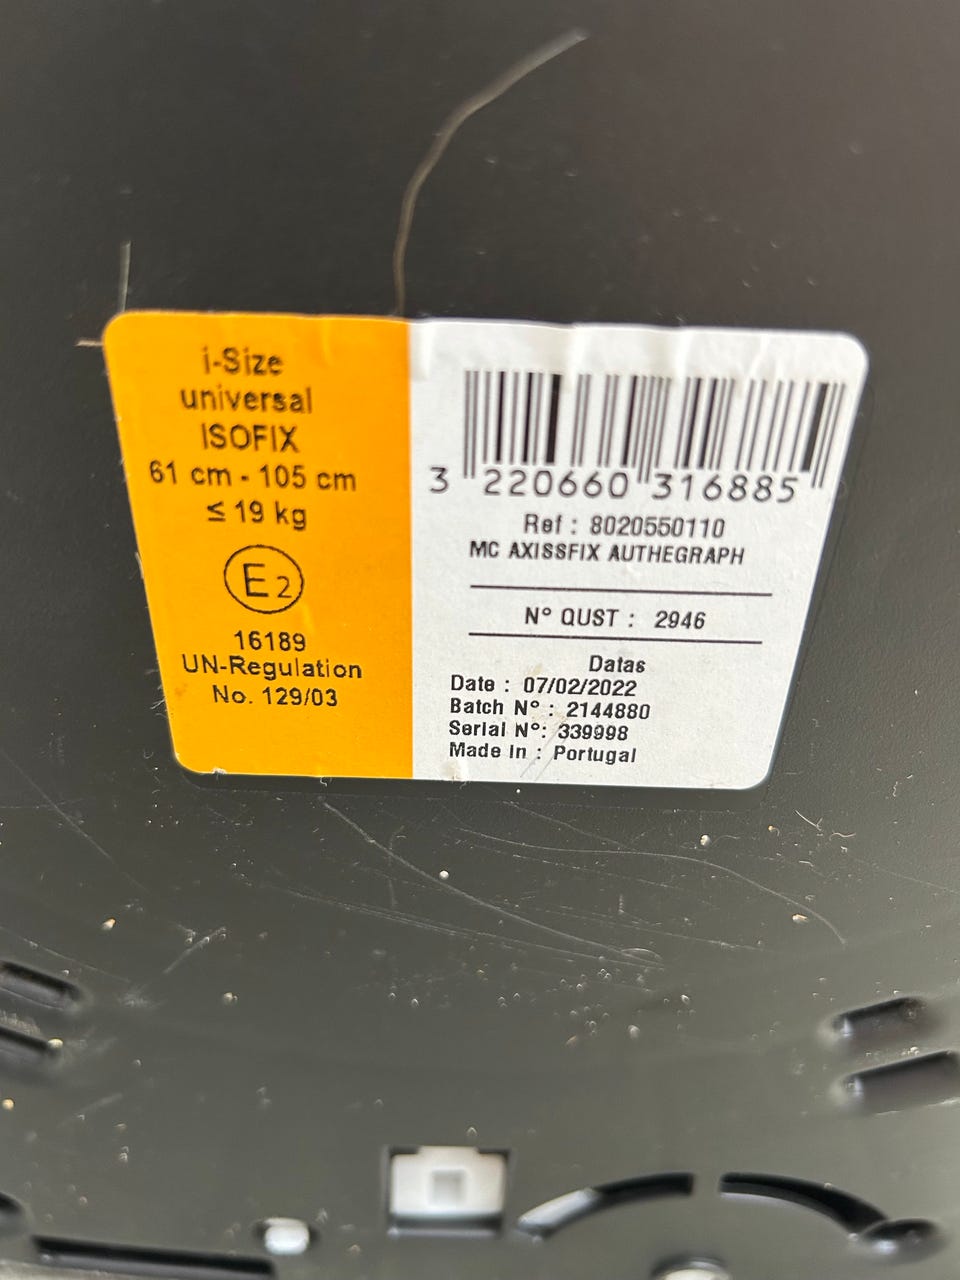 i-Size
universal
ISOFIX
61 cm - 105 cm
≤ 19 kg
E2
16189
UN-Regulation
No. 129/03
3 220660 316885
Ref : 8020550110
MC AXISSFIX AUTHEGRAPH
N° QUST : 2946
Datas
Date : 07/02/2022
Batch N° : 2144880
Serial N°: 339998
Made In : Portugal